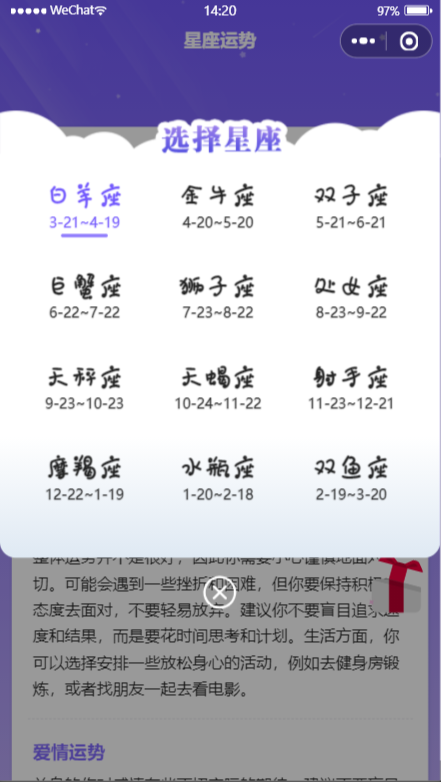 WeChat
14:20
97%
星座运势
选择星座
白羊座 金牛座 双子座
3-21~4-19 4-20~5-20 5-21~6-21
巨蟹座 狮子座 处女座
6-22~7-22 7-23~8-22 8-23~9-22
天秤座 天蝎座 射手座
9-23~10-23 10-24~11-22 11-23~12-21
摩羯座 水瓶座 双鱼座
12-22~1-19 1-20~2-18 2-19~3-20
切。可能会遇到一些挫折和困难，但你要保持积
态度去面对，不要轻易放弃。建议你不要盲目追求速
度和结果，而是要花时间思考和计划。生活方面，你
可以选择安排一些放松身心的活动，例如去健身房锻
炼，或者找朋友一起去看电影。
爱情运势